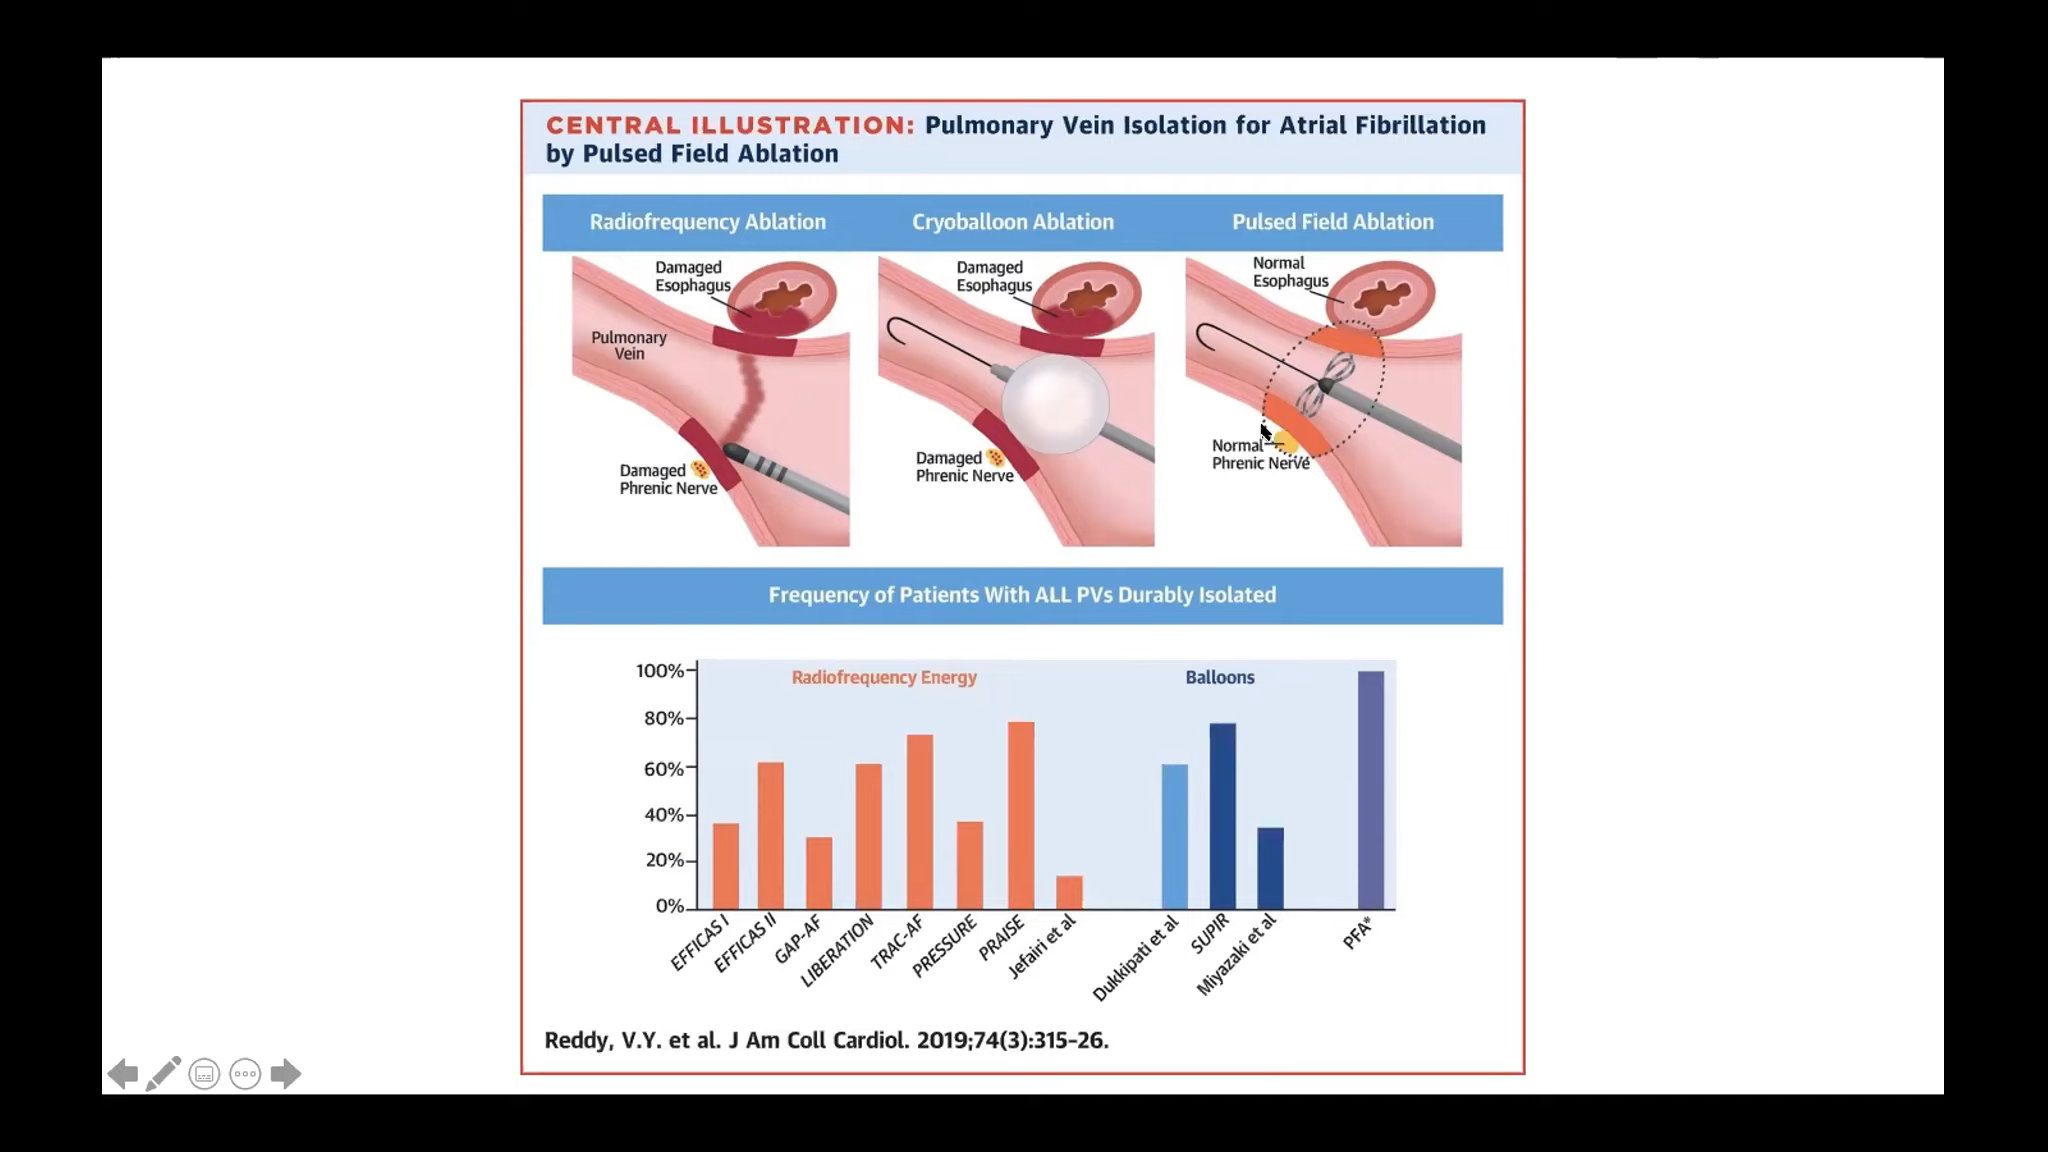 CENTRAL ILLUSTRATION: Pulmonary Vein Isolation for Atrial Fibrillation
by Pulsed Field Ablation
Radiofrequency Ablation
Cryoballoon Ablation
Pulsed Field Ablation
Damaged
Esophagus
Pulmonary
Vein
Damaged
Phrenic Nerve
Damaged
Esophagus
Damaged
Phrenic Nerve
Normal
Esophagus
Normal
Phrenic Nerve
Frequency of Patients With ALL PVs Durably Isolated
Radiofrequency Energy
Balloons
100%
80%
60%
40%
20%
0%
EFFICAS I
EFFICAS II
GAP-AF
LIBERATION
TRAC-AF
PRESSURE
PRAISE
Jefairi et al
Dukkipati et al
SUPIR
Miyazaki et al
PFA*
Reddy, V.Y. et al. J Am Coll Cardiol. 2019;74(3):315–26.